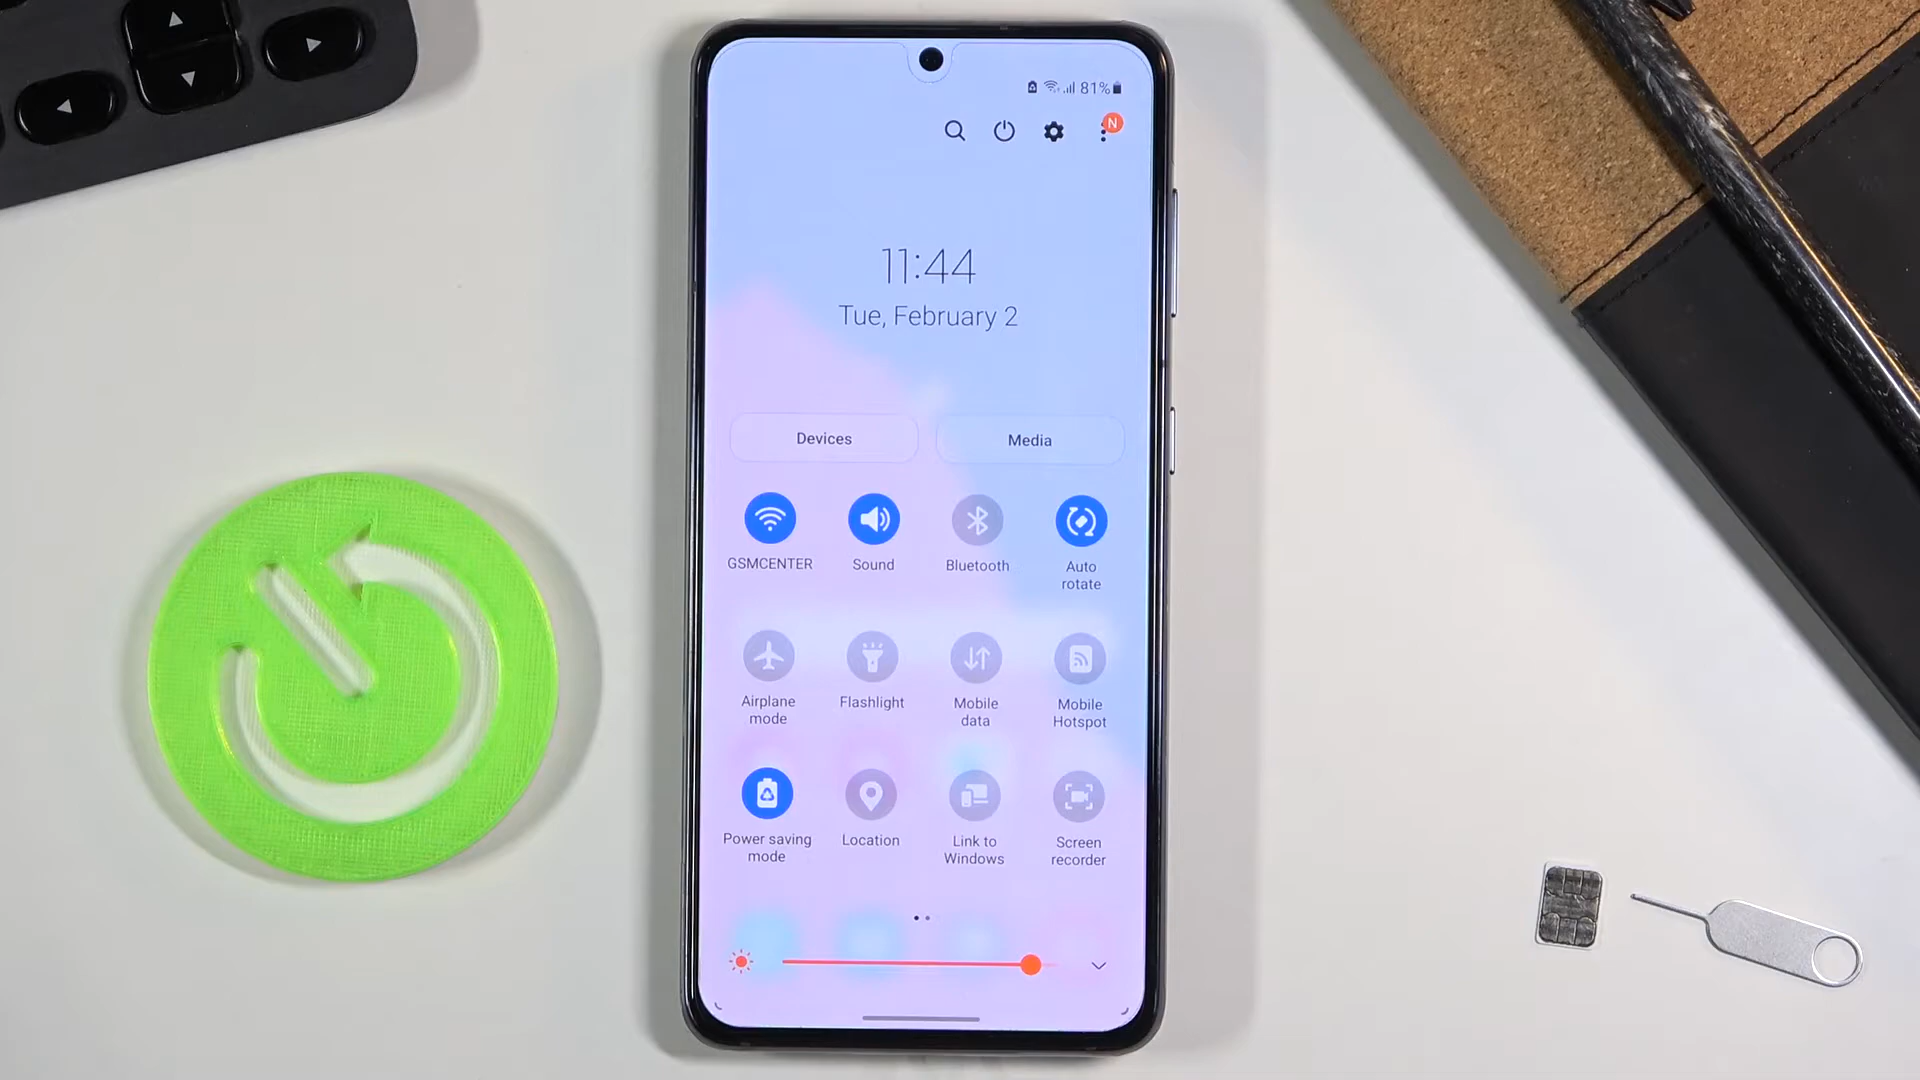 81%
N
11:44
Tue, February 2
Devices
Media
GSMCENTER
Sound
Bluetooth
Auto
rotate
Airplane
mode
Flashlight
Mobile
data
Mobile
Hotspot
Power saving
mode
Location
Link to
Windows
Screen
recorder